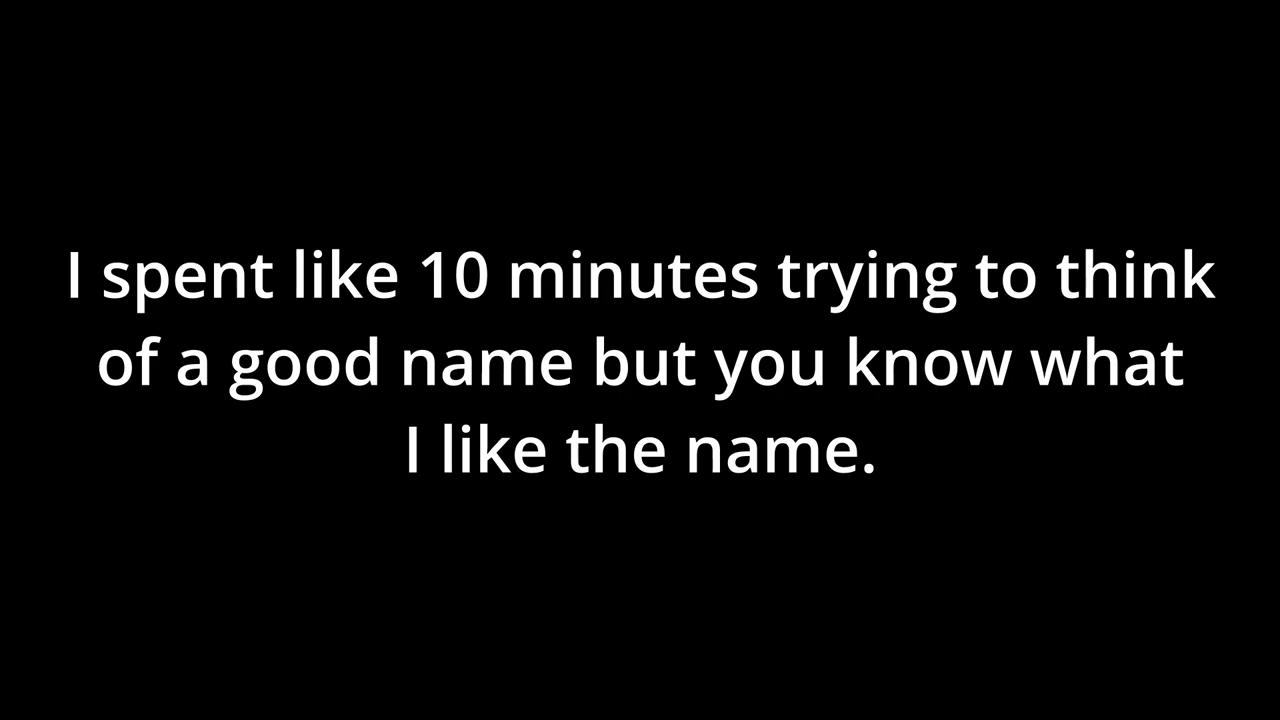 I spent like 10 minutes trying to think
of a good name but you know what
I like the name.